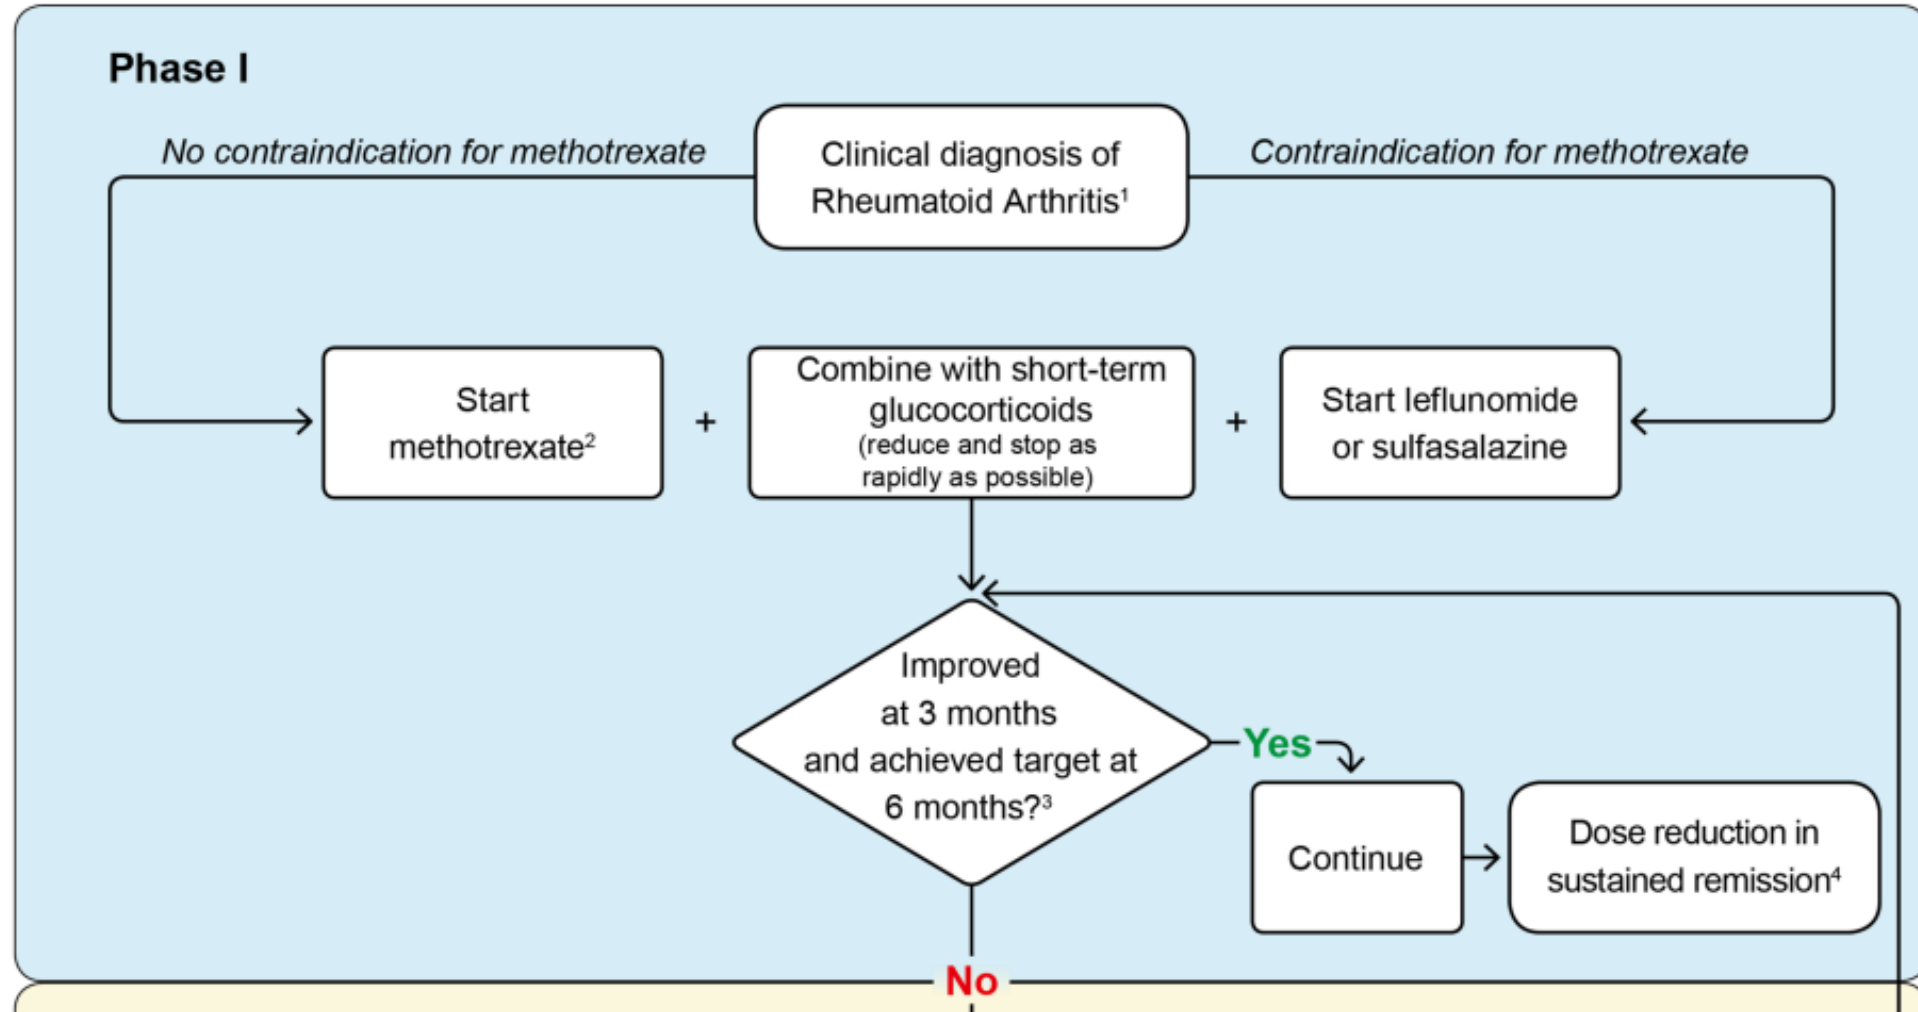 Phase I
No contraindication for methotrexate
Clinical diagnosis of
Rheumatoid Arthritis¹
Contraindication for methotrexate
Start
methotrexate²
+
Combine with short-term
glucocorticoids
(reduce and stop as
rapidly as possible)
+
Start leflunomide
or sulfasalazine
Improved
at 3 months
and achieved target at
6 months?³
Yes
Continue
Dose reduction in
sustained remission⁴
No